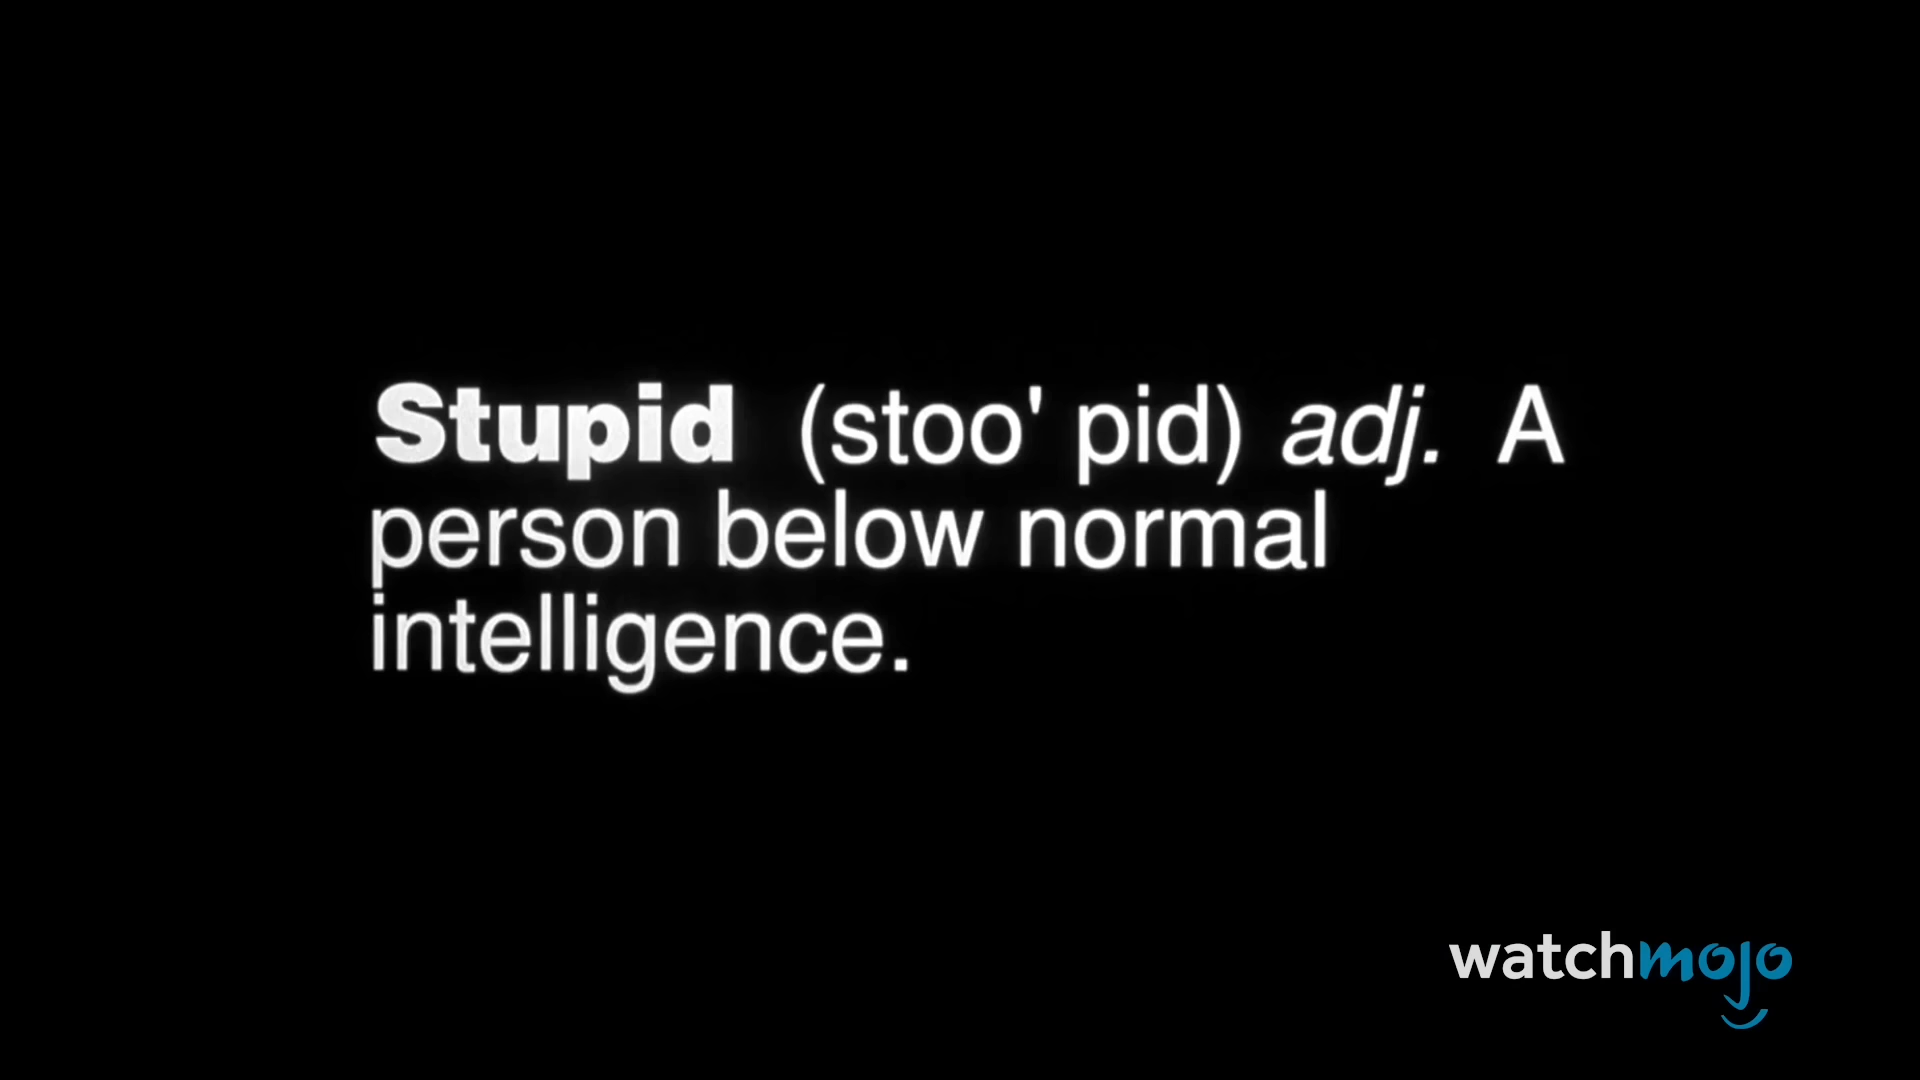 Stupid (stoo' pid) adj. A
person below normal
intelligence.
watchmojo